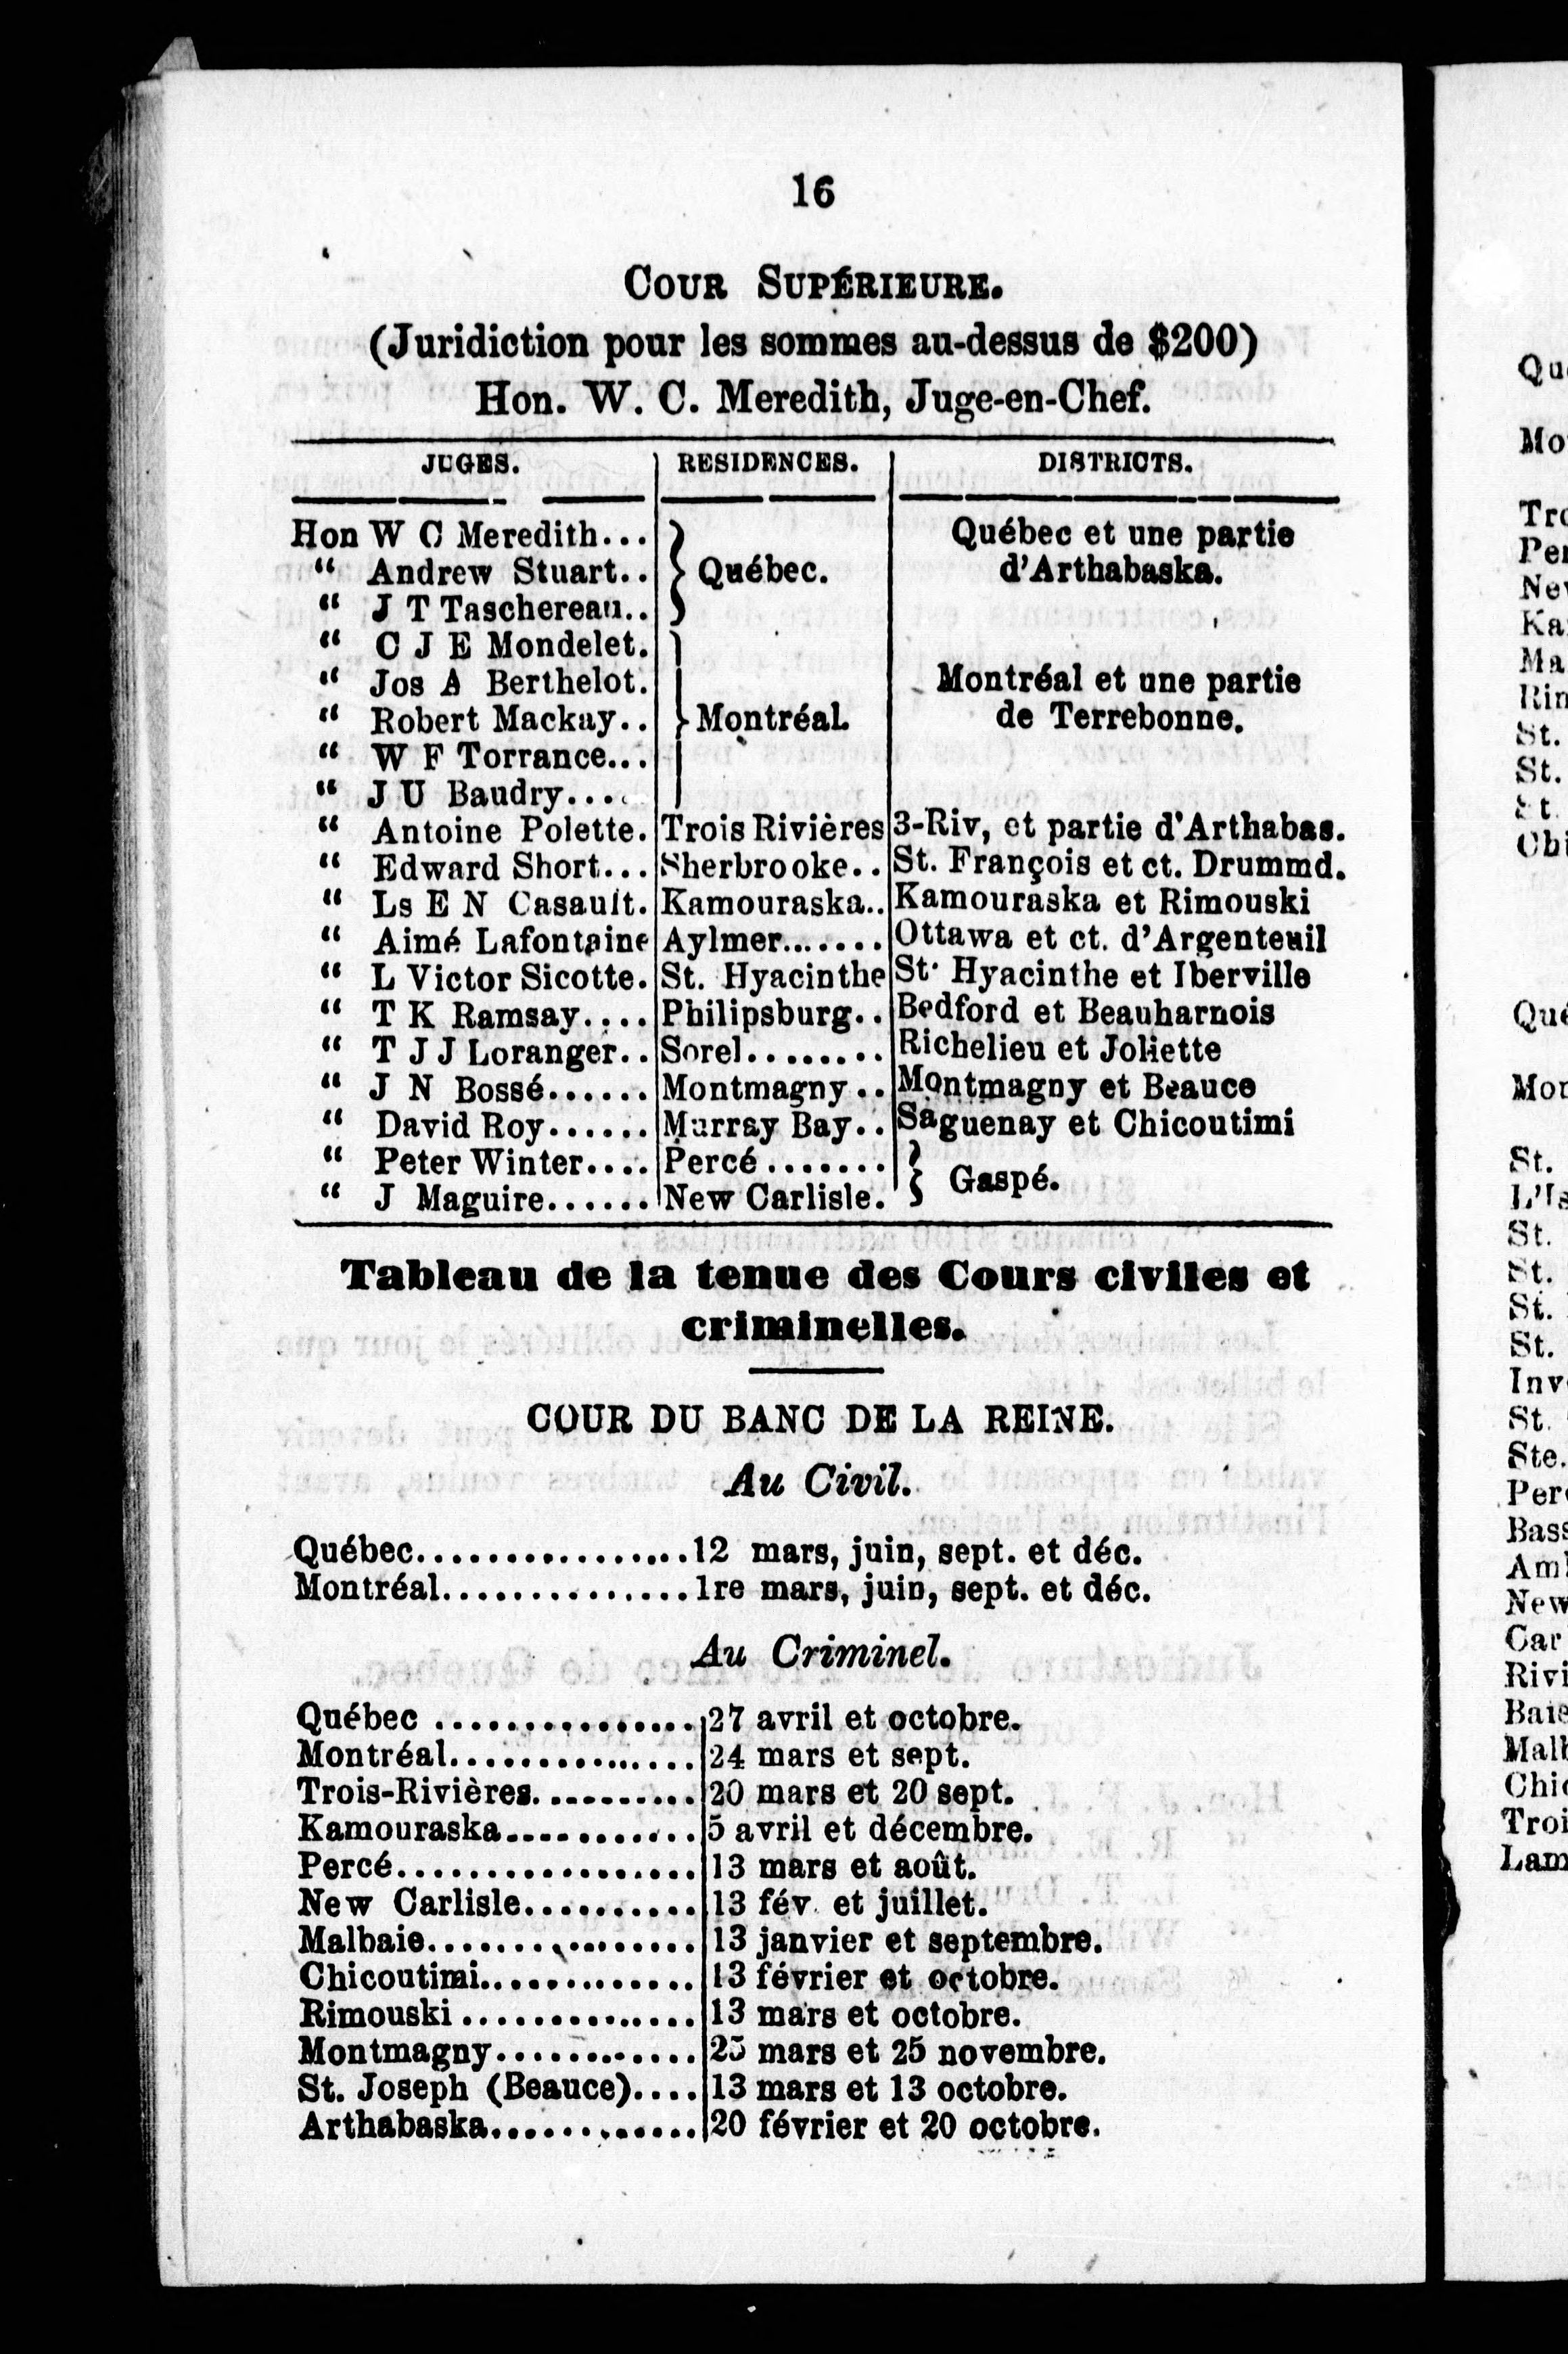 16
COUR SUPÉRIEURE.
(Juridiction pour les sommes au-dessus de $200)
Hon. W. C. Meredith, Juge-en-Chef.
JUGES. RESIDENCES. DISTRICTS.
Hon W C Meredith... Québec et une partie
“ Andrew Stuart.. Québec. d'Arthabaska.
“ J T Taschereau..
“ C J E Mondelet.
“ Jos A Berthelot. Montréal et une partie
“ Robert Mackay.. Montréal. de Terrebonne.
“ W F Torrance...
“ J U Baudry....
“ Antoine Polette. Trois Rivières 3-Riv, et partie d'Arthabas.
“ Edward Short... Sherbrooke.. St. François et ct. Drummd.
“ Ls E N Casault. Kamouraska.. Kamouraska et Rimouski
“ Aimé Lafontaine Aylmer....... Ottawa et ct. d'Argenteuil
“ L Victor Sicotte. St. Hyacinthe St· Hyacinthe et Iberville
“ T K Ramsay.... Philipsburg.. Bedford et Beauharnois
“ T J J Loranger.. Sorel........ Richelieu et Joliette
“ J N Bossé...... Montmagny.. Montmagny et Beauce
“ David Roy...... Murray Bay.. Saguenay et Chicoutimi
“ Peter Winter.... Percé.......
“ J Maguire...... New Carlisle. Gaspé.
Tableau de la tenue des Cours civiles et
criminelles.
COUR DU BANC DE LA REINE.
Au Civil.
Québec.................12 mars, juin, sept. et déc.
Montréal...............1re mars, juin, sept. et déc.
Au Criminel.
Québec ................ 27 avril et octobre.
Montréal............... 24 mars et sept.
Trois-Rivières.......... 20 mars et 20 sept.
Kamouraska............ 5 avril et décembre.
Percé.................. 13 mars et août.
New Carlisle.......... 13 fév. et juillet.
Malbaie................ 13 janvier et septembre.
Chicoutimi............. 13 février et octobre.
Rimouski .............. 13 mars et octobre.
Montmagny............ 25 mars et 25 novembre.
St. Joseph (Beauce).... 13 mars et 13 octobre.
Arthabaska............. 20 février et 20 octobre.